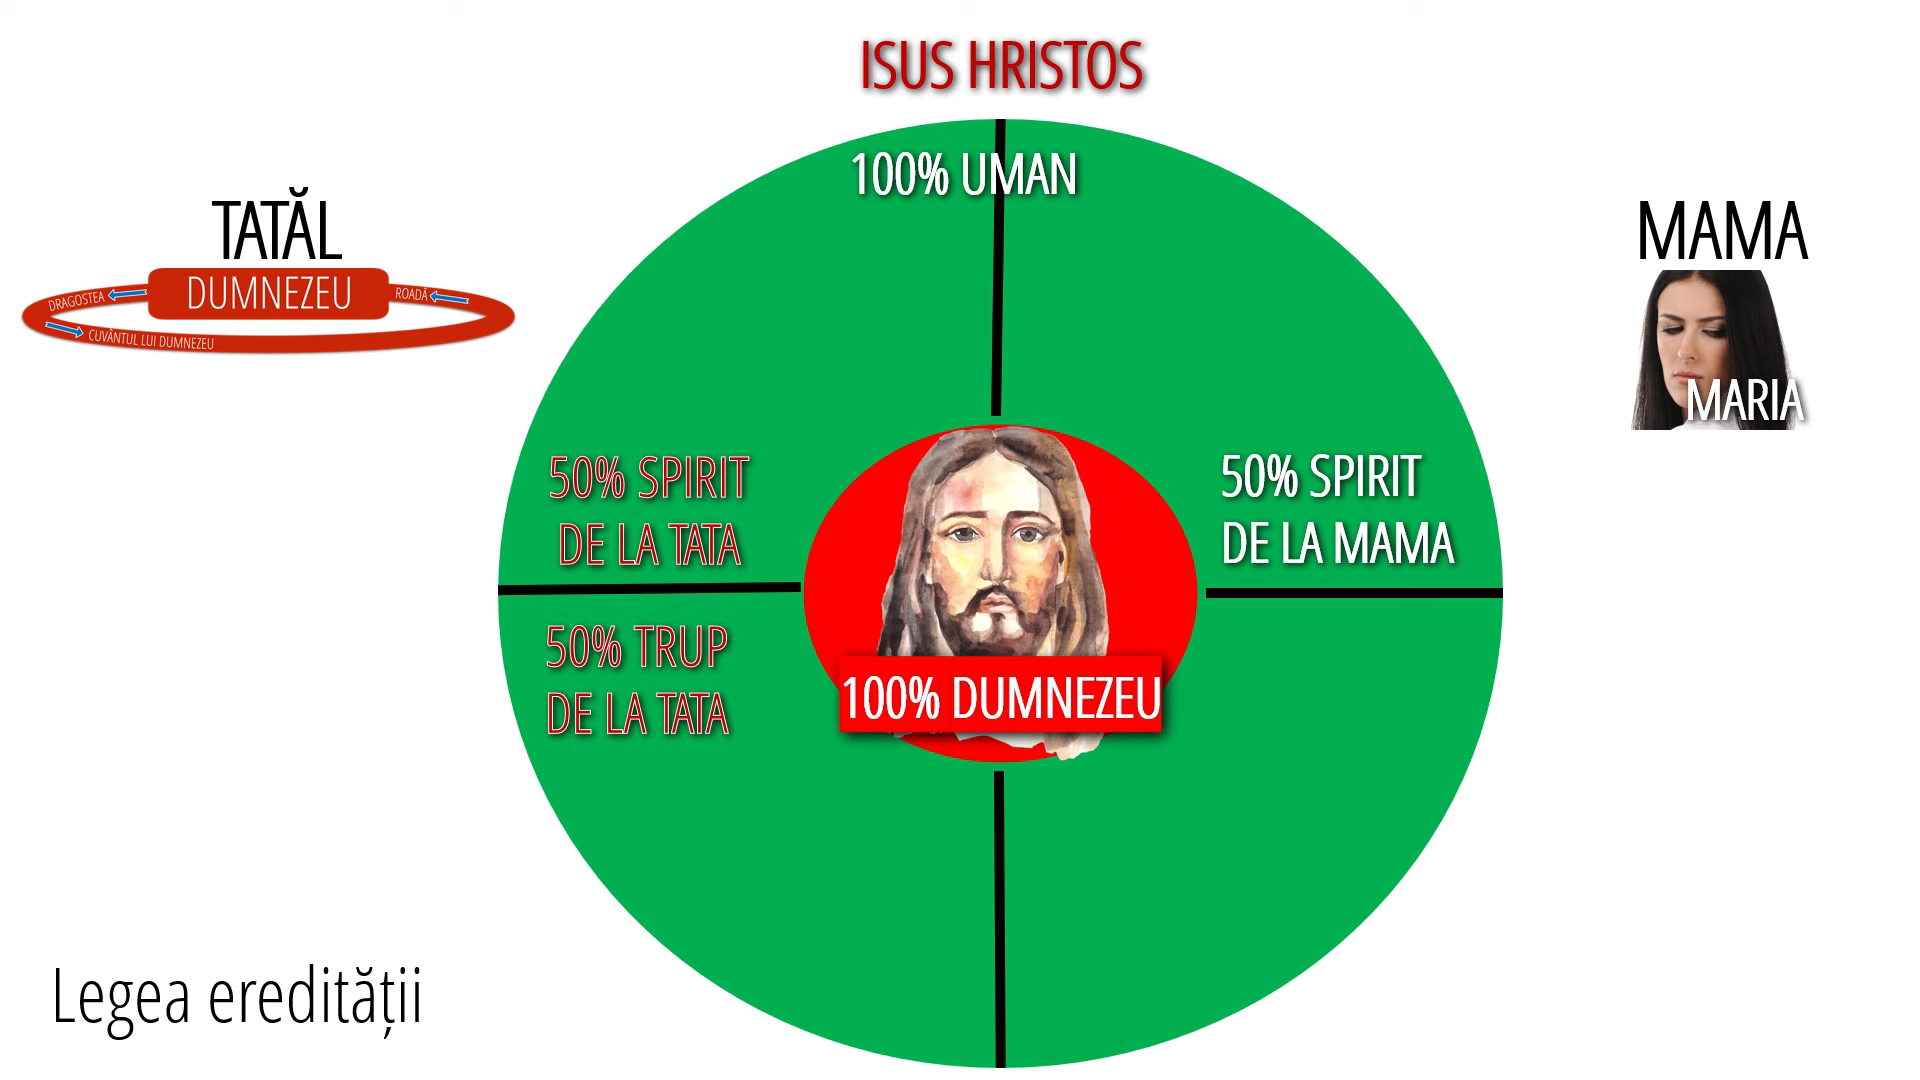 ISUS HRISTOS
100% UMAN
TATĂL
DUMNEZEU
DRAGOSTEA
ROADĂ
CUVÂNTUL LUI DUMNEZEU
MAMA
MARIA
50% SPIRIT
DE LA TATA
50% SPIRIT
DE LA MAMA
50% TRUP
DE LA TATA
100% DUMNEZEU
Legea eredității